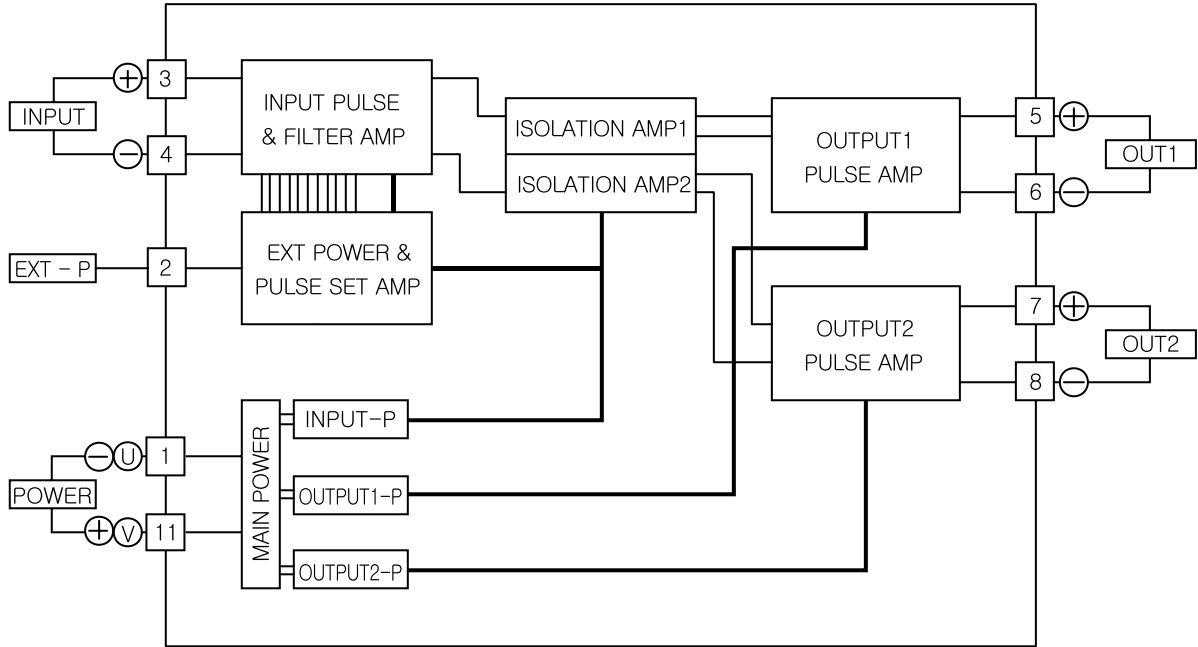 INPUT
+
3
−
4
INPUT PULSE
& FILTER AMP
ISOLATION AMP1
ISOLATION AMP2
OUTPUT1
PULSE AMP
5
+
6
−
OUT1
EXT - P
2
EXT POWER &
PULSE SET AMP
OUTPUT2
PULSE AMP
7
+
8
−
OUT2
POWER
− U
1
+ V
11
MAIN POWER
INPUT-P
OUTPUT1-P
OUTPUT2-P